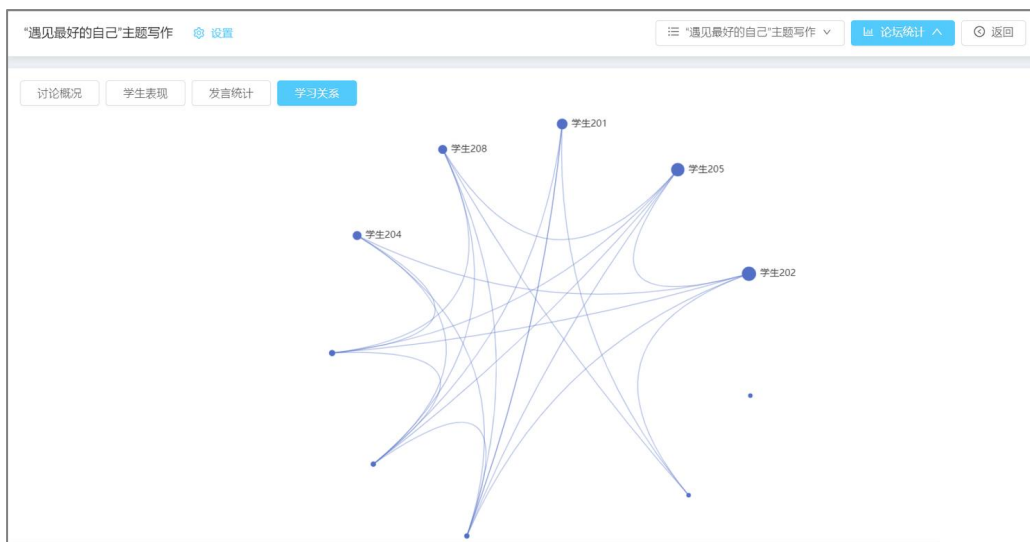 “遇见最好的自己”主题写作 设置 “遇见最好的自己”主题写作 论坛统计 返回
讨论概况 学生表现 发言统计 学习关系
学生201
学生208
学生205
学生204
学生202